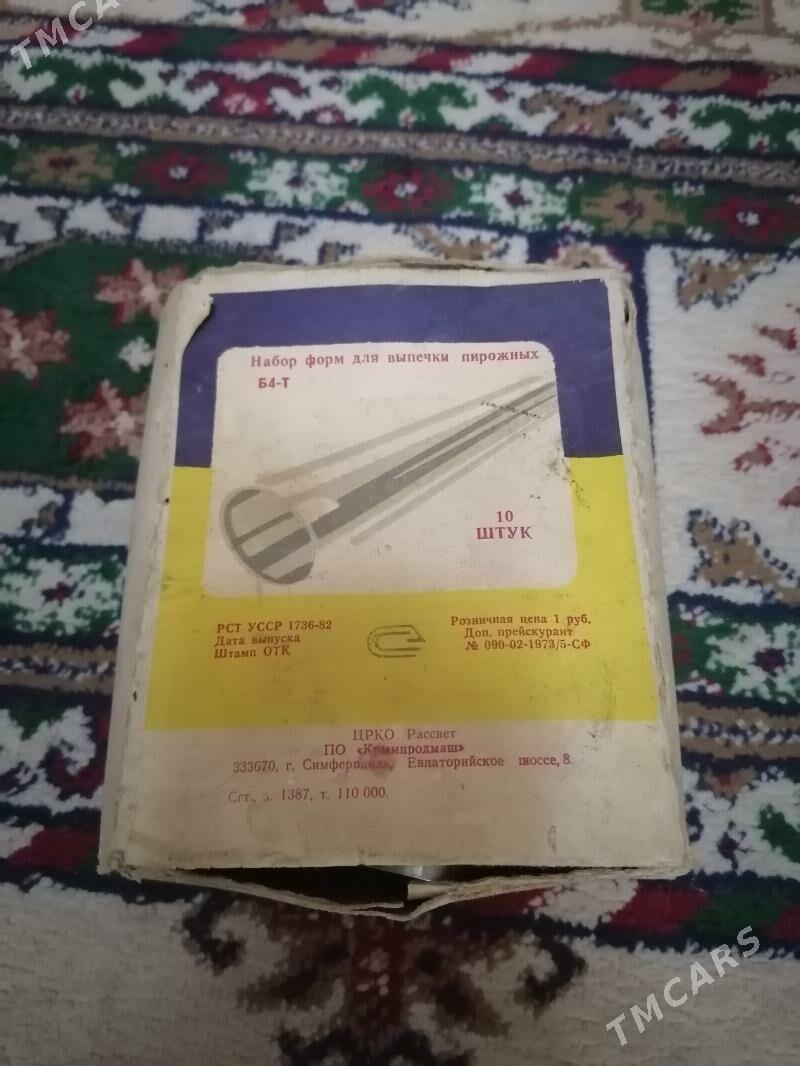 TMCARS
Набор форм для выпечки пирожных
Б4-Т
10
ШТУК
РСТ УССР 1736-82
Дата выпуска
Штамп ОТК
Розничная цена 1 руб.
Доп. прейскурант
№ 090-02-1973/5-СФ
ЦРКО Рассвет
ПО «Крымпродмаш»
333670, г. Симферополь, Евпаторийское шоссе, 8.
Сгт., з. 1387, т. 110 000.
TMCARS